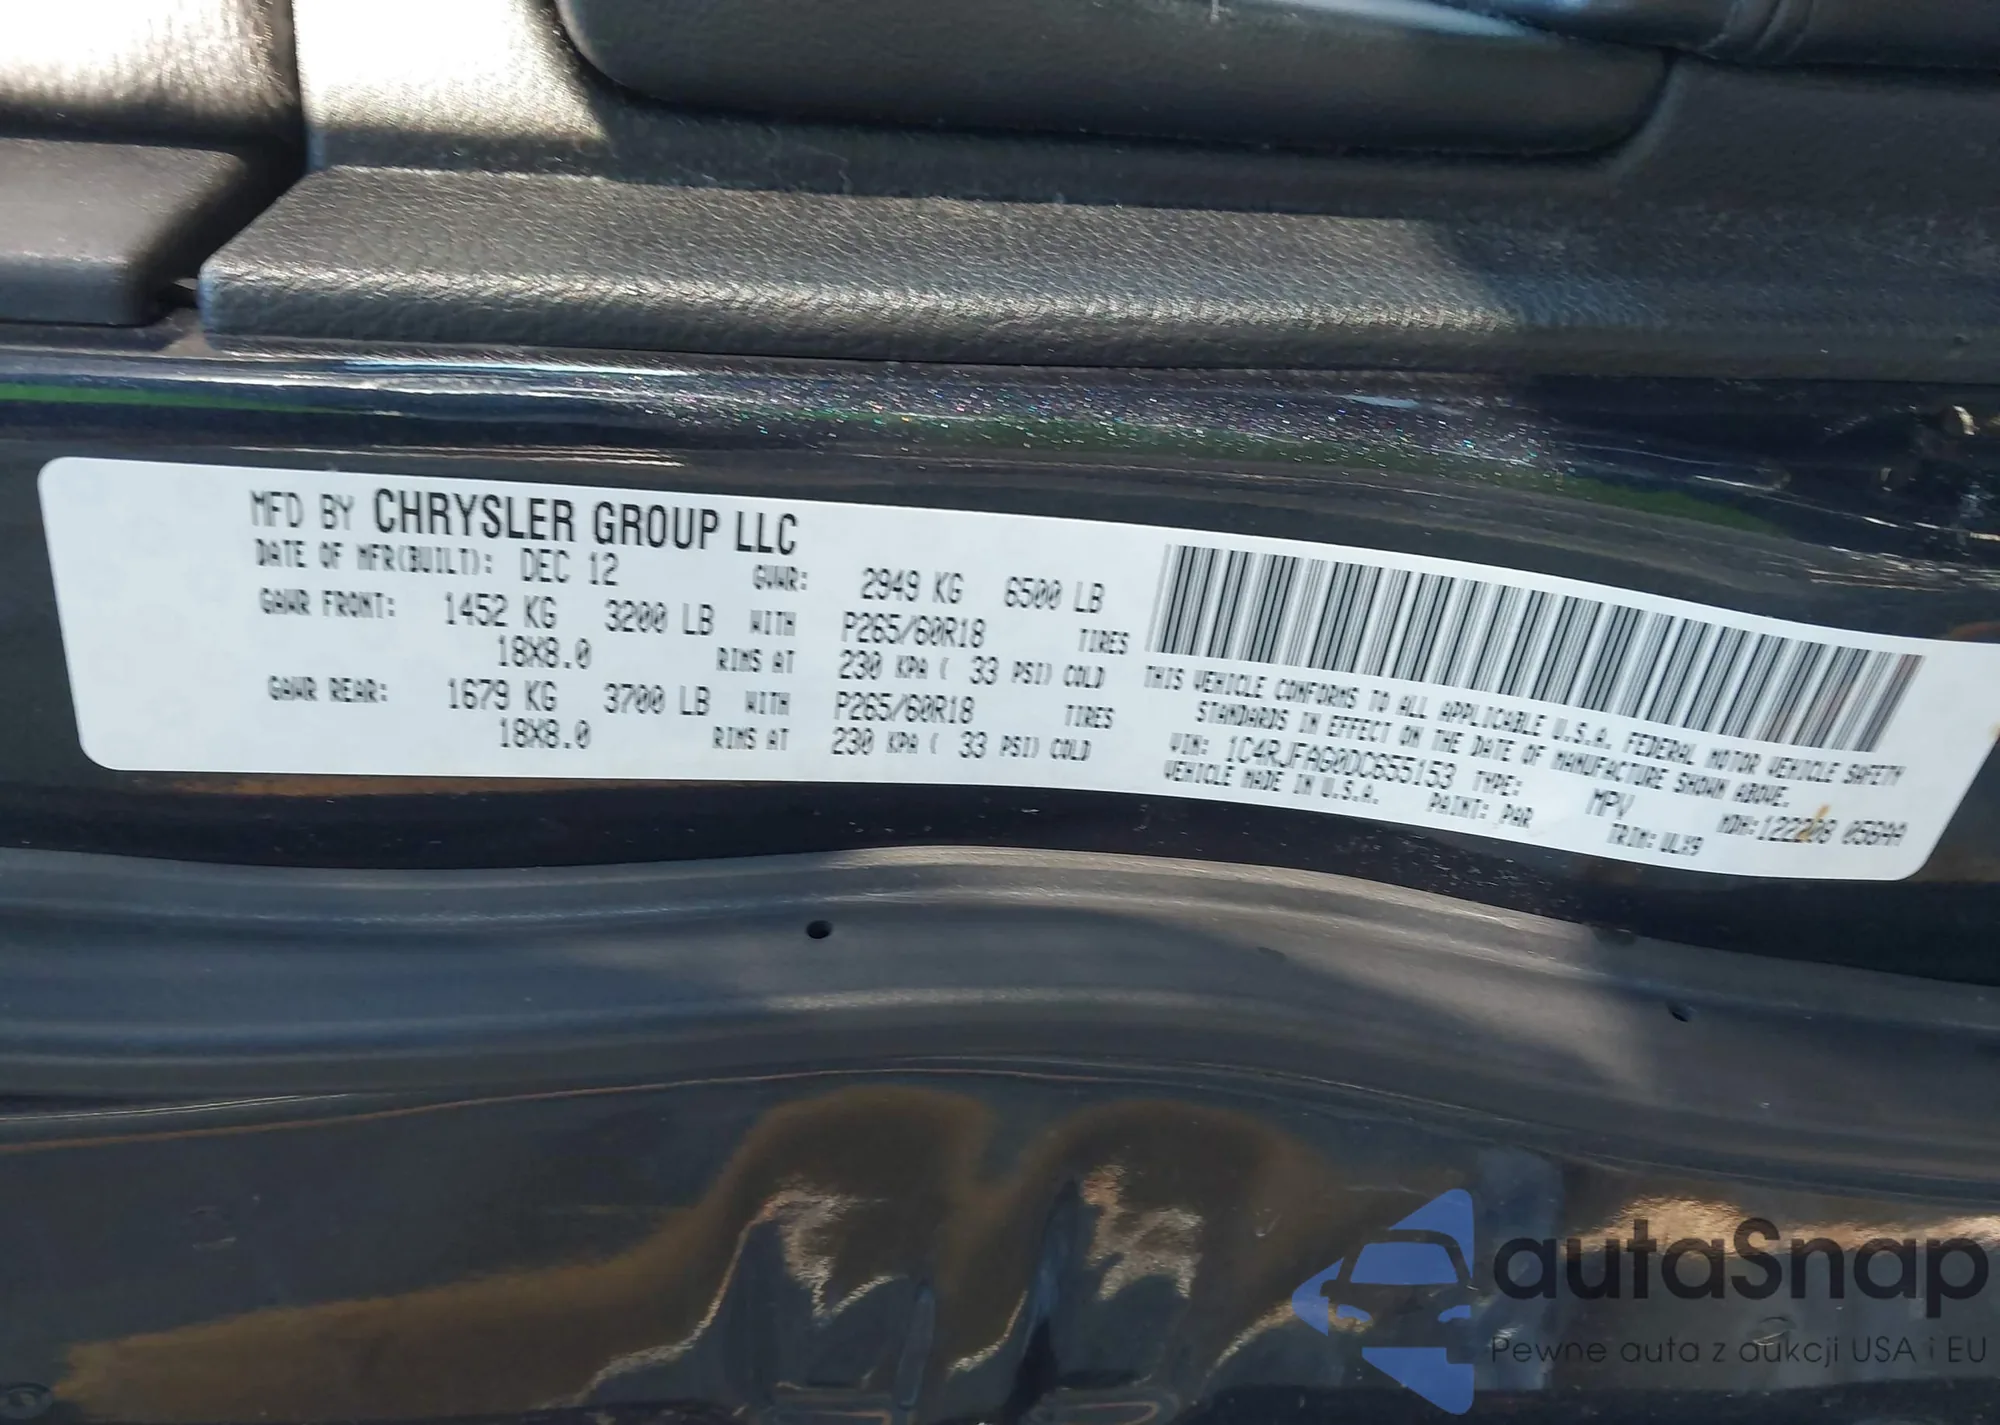 MFD BY CHRYSLER GROUP LLC
DATE OF MFR(BUILT): DEC 12 GVWR: 2949 KG 6500 LB
GAWR FRONT: 1452 KG 3200 LB WITH P265/60R18 TIRES
18X8.0 RIMS AT 230 KPA ( 33 PSI) COLD
GAWR REAR: 1679 KG 3700 LB WITH P265/60R18 TIRES
18X8.0 RIMS AT 230 KPA ( 33 PSI) COLD
THIS VEHICLE CONFORMS TO ALL APPLICABLE U.S.A. FEDERAL MOTOR VEHICLE SAFETY
STANDARDS IN EFFECT ON THE DATE OF MANUFACTURE SHOWN ABOVE.
VIN: 1C4RJFAG0DC655153 TYPE: MPV MDH:122208 056AA
VEHICLE MADE IN U.S.A. PAINT: PAR TRIM:
autaSnap
Pewne auta z aukcji USA i EU